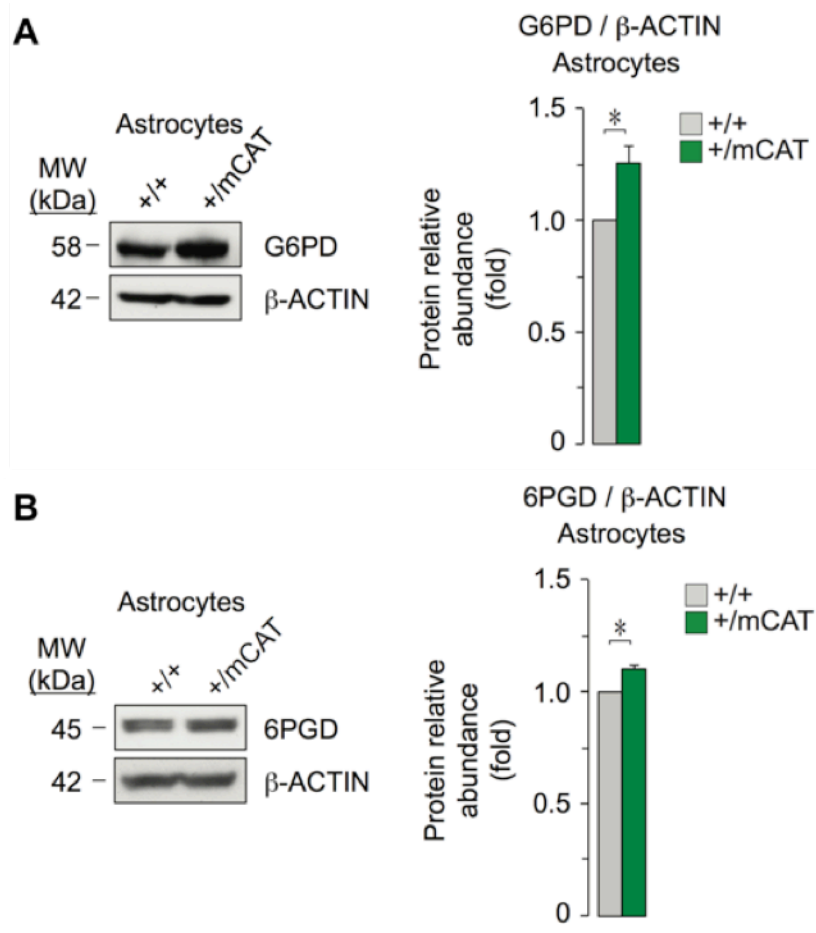 A
Astrocytes
MW
(kDa)
+/+
+/mCAT
58
G6PD
42
β-ACTIN
G6PD / β-ACTIN
Astrocytes
Protein relative
abundance
(fold)
1.5
1.0
0.5
0
*
+/+
+/mCAT
B
Astrocytes
MW
(kDa)
+/+
+/mCAT
45
6PGD
42
β-ACTIN
6PGD / β-ACTIN
Astrocytes
Protein relative
abundance
(fold)
1.5
1.0
0.5
0
*
+/+
+/mCAT